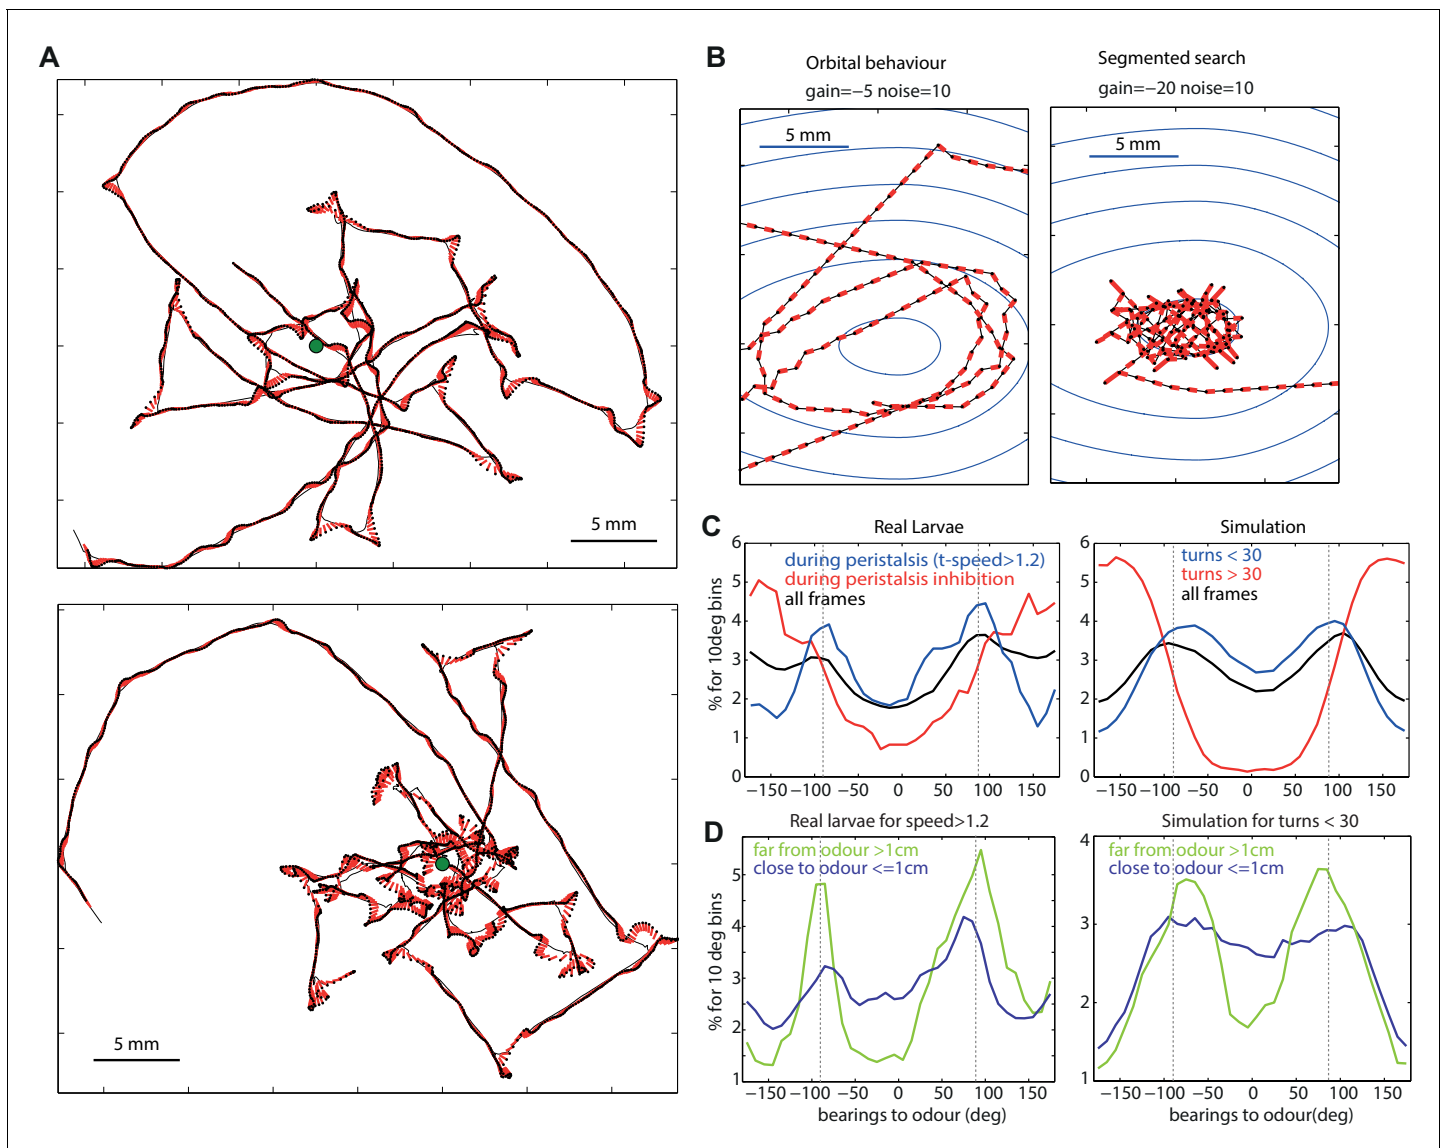 A
5 mm
5 mm
B
Orbital behaviour
gain=−5 noise=10
5 mm
Segmented search
gain=−20 noise=10
5 mm
C
Real Larvae
during peristalsis (t-speed>1.2)
during peristalsis inhibition
all frames
% for 10deg bins
6
5
4
3
2
1
0
−150 −100 −50 0 50 100 150
Simulation
turns < 30
turns > 30
all frames
6
5
4
3
2
1
0
−150 −100 −50 0 50 100 150
D
Real larvae for speed>1.2
far from odour >1cm
close to odour <=1cm
% for 10 deg bins
5
4
3
2
1
−150 −100 −50 0 50 100 150
bearings to odour (deg)
Simulation for turns < 30
far from odour >1cm
close to odour <=1cm
4
3
2
1
−150 −100 −50 0 50 100 150
bearings to odour(deg)